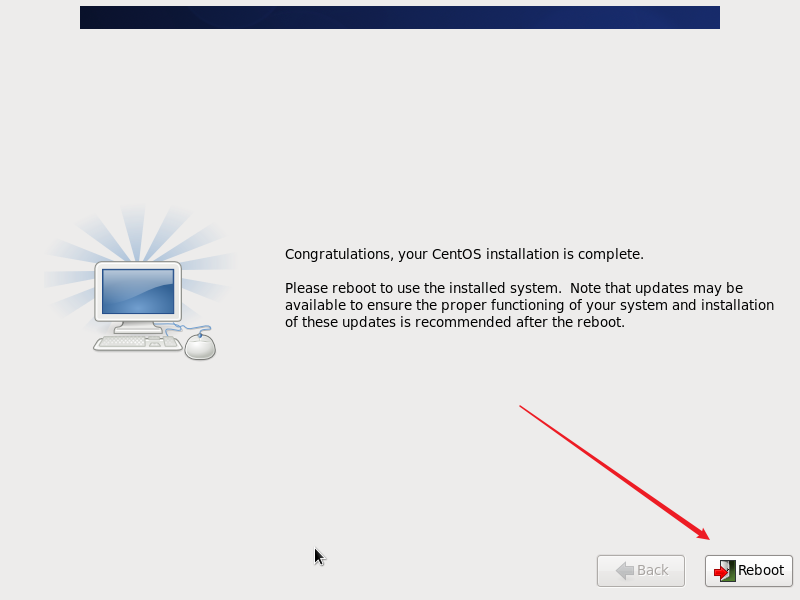 Congratulations, your CentOS installation is complete.
Please reboot to use the installed system.  Note that updates may be
available to ensure the proper functioning of your system and installation
of these updates is recommended after the reboot.
Back
Reboot